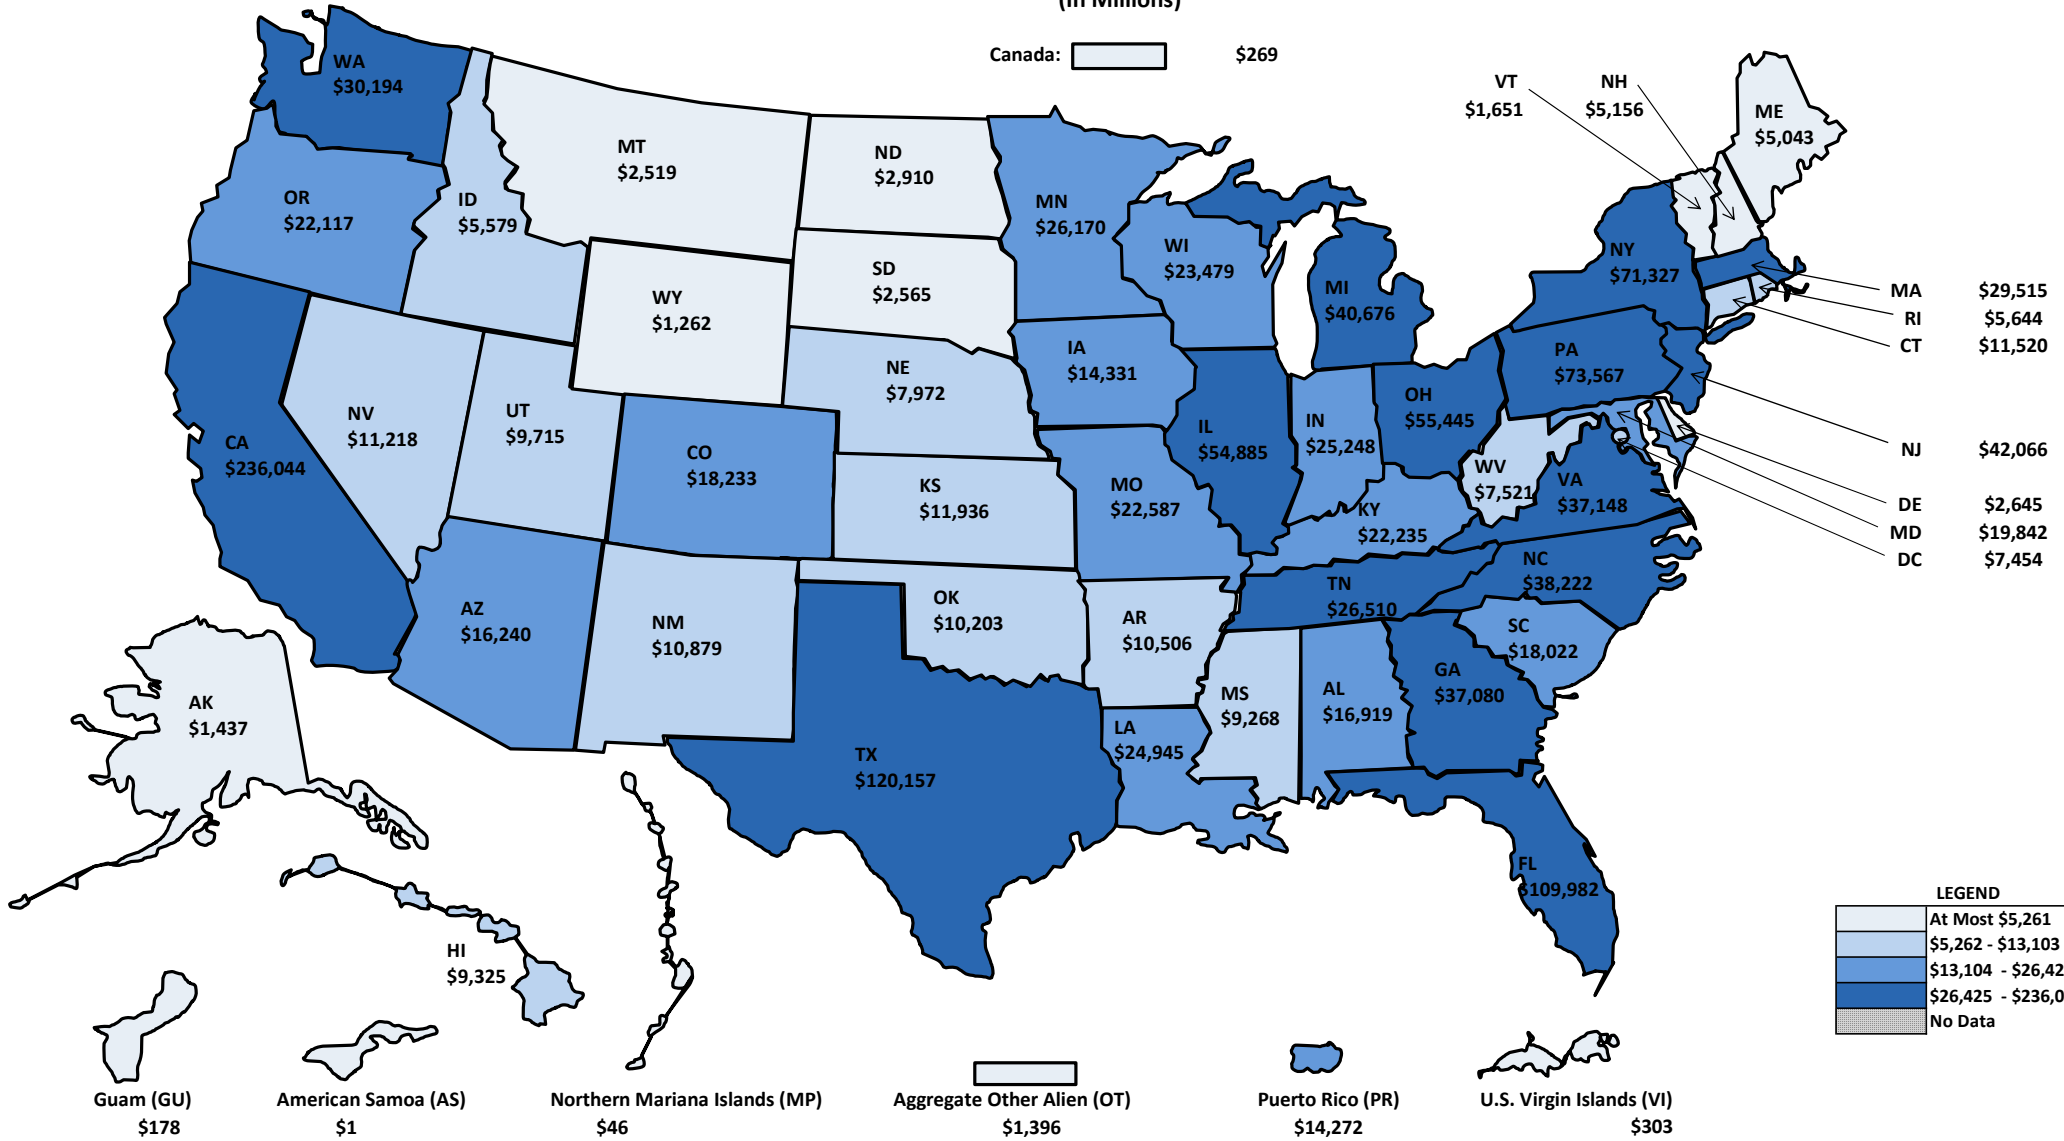 (In Millions)
Canada: $269
WA
$30,194
OR
$22,117
ID
$5,579
MT
$2,519
ND
$2,910
SD
$2,565
WY
$1,262
MN
$26,170
WI
$23,479
MI
$40,676
VT
$1,651
NH
$5,156
ME
$5,043
NY
$71,327
MA $29,515
RI $5,644
CT $11,520
PA
$73,567
NJ $42,066
DE $2,645
MD $19,842
DC $7,454
CA
$236,044
NV
$11,218
UT
$9,715
CO
$18,233
NE
$7,972
KS
$11,936
IA
$14,331
MO
$22,587
IL
$54,885
IN
$25,248
OH
$55,445
WV
$7,521
VA
$37,148
KY
$22,235
TN
$26,510
NC
$38,222
SC
$18,022
AZ
$16,240
NM
$10,879
OK
$10,203
AR
$10,506
TX
$120,157
LA
$24,945
MS
$9,268
AL
$16,919
GA
$37,080
FL
$109,982
AK
$1,437
HI
$9,325
LEGEND
At Most $5,261
$5,262 - $13,103
$13,104 - $26,42
$26,425 - $236,0
No Data
Guam (GU)
$178
American Samoa (AS)
$1
Northern Mariana Islands (MP)
$46
Aggregate Other Alien (OT)
$1,396
Puerto Rico (PR)
$14,272
U.S. Virgin Islands (VI)
$303